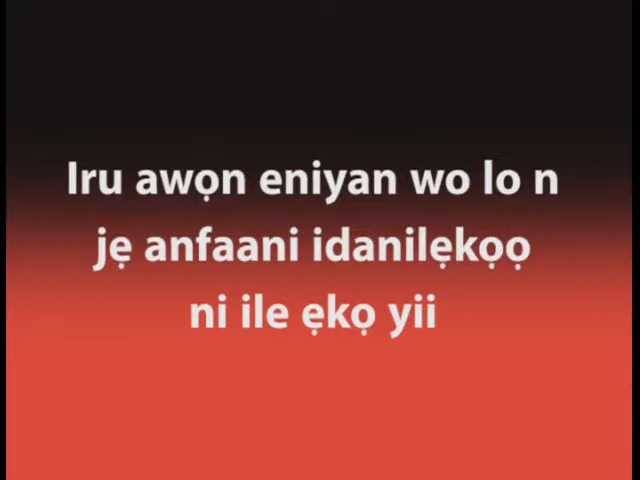 Iru awọn eniyan wo lo n
jẹ anfaani idanilẹkọọ
ni ile ẹkọ yii